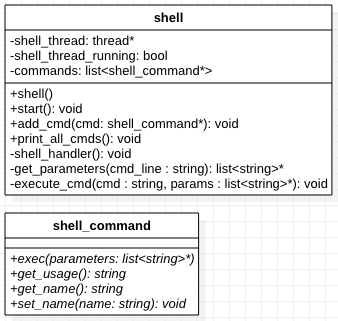 shell
-shell_thread: thread*
-shell_thread_running: bool
-commands: list<shell_command*>
+shell()
+start(): void
+add_cmd(cmd: shell_command*): void
+print_all_cmds(): void
-shell_handler(): void
-get_parameters(cmd_line : string): list<string>*
-execute_cmd(cmd : string, params : list<string>*): void
shell_command
+exec(parameters: list<string>*)
+get_usage(): string
+get_name(): string
+set_name(name: string): void